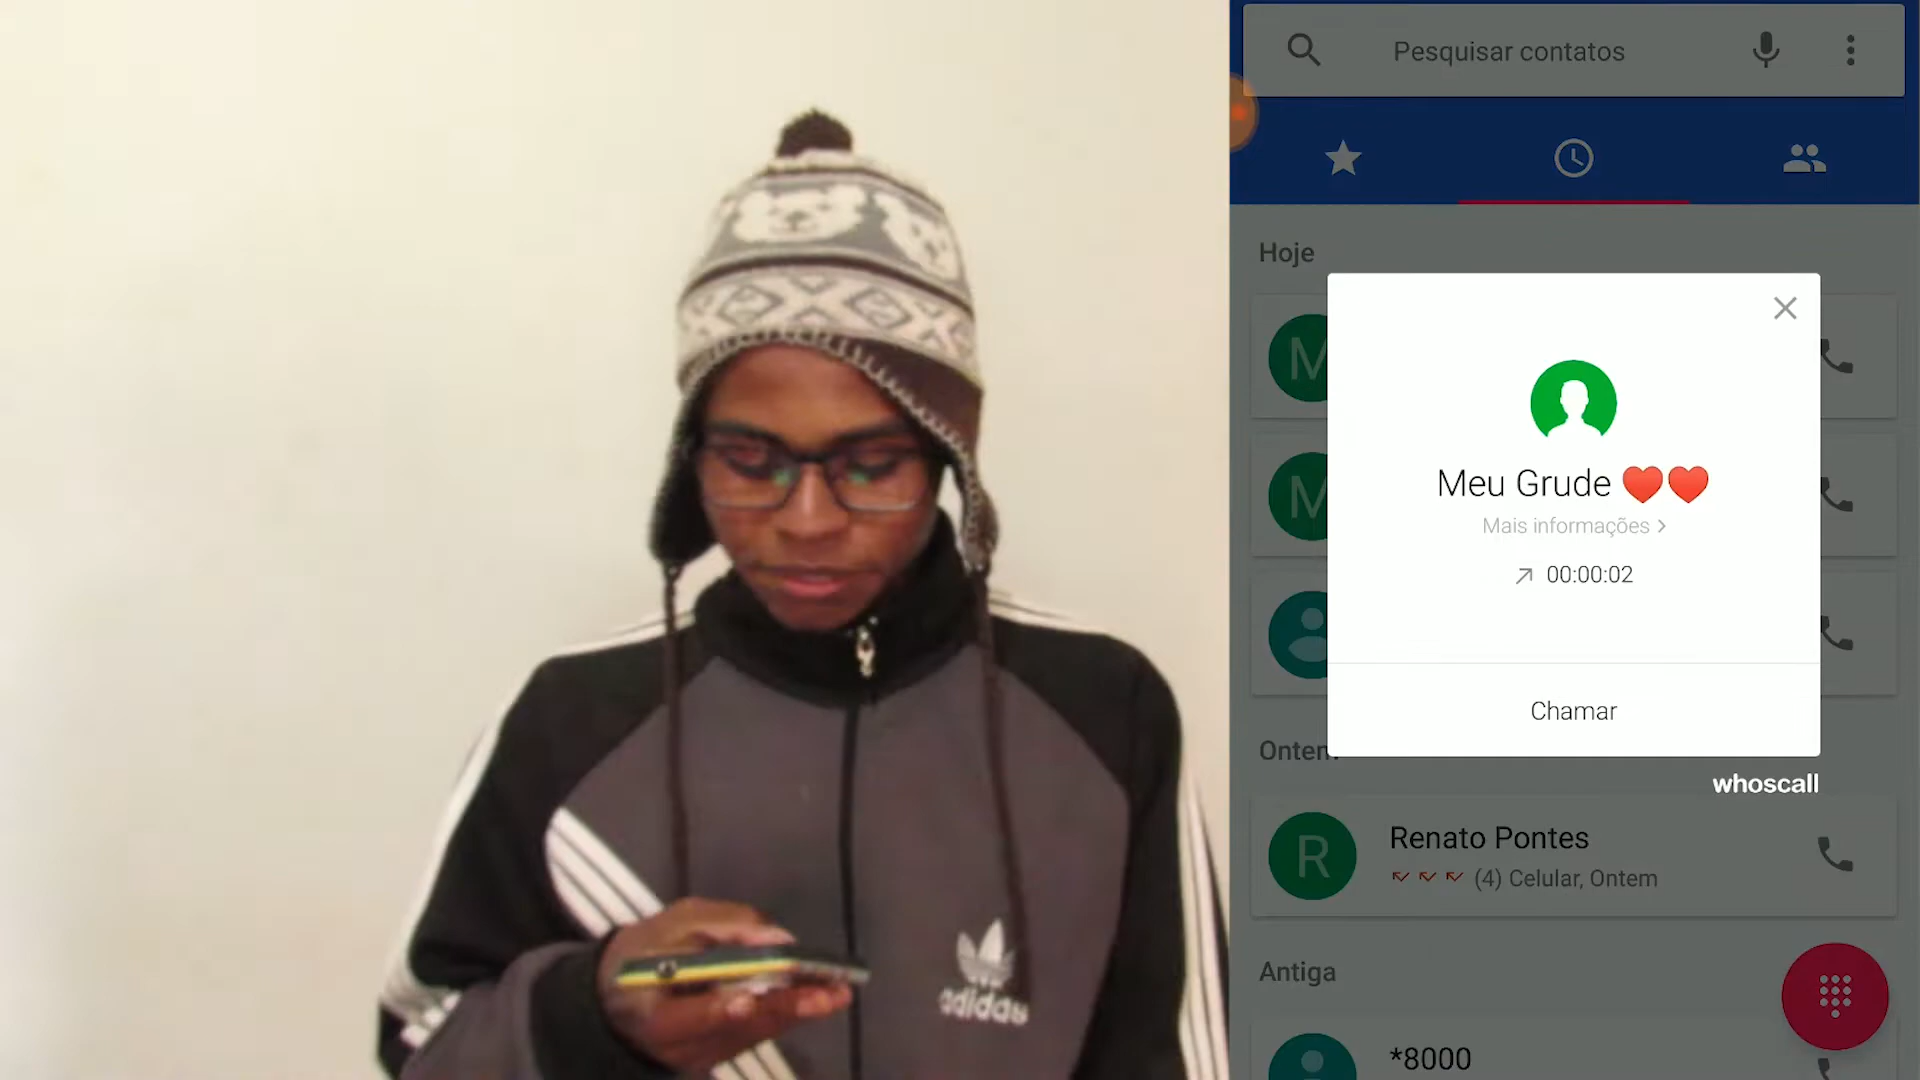 Pesquisar contatos
Hoje
M
M
Meu Grude ❤️❤️
Mais informações >
00:00:02
Chamar
Ontem
whoscall
R
Renato Pontes
(4) Celular, Ontem
Antiga
*8000
adidas